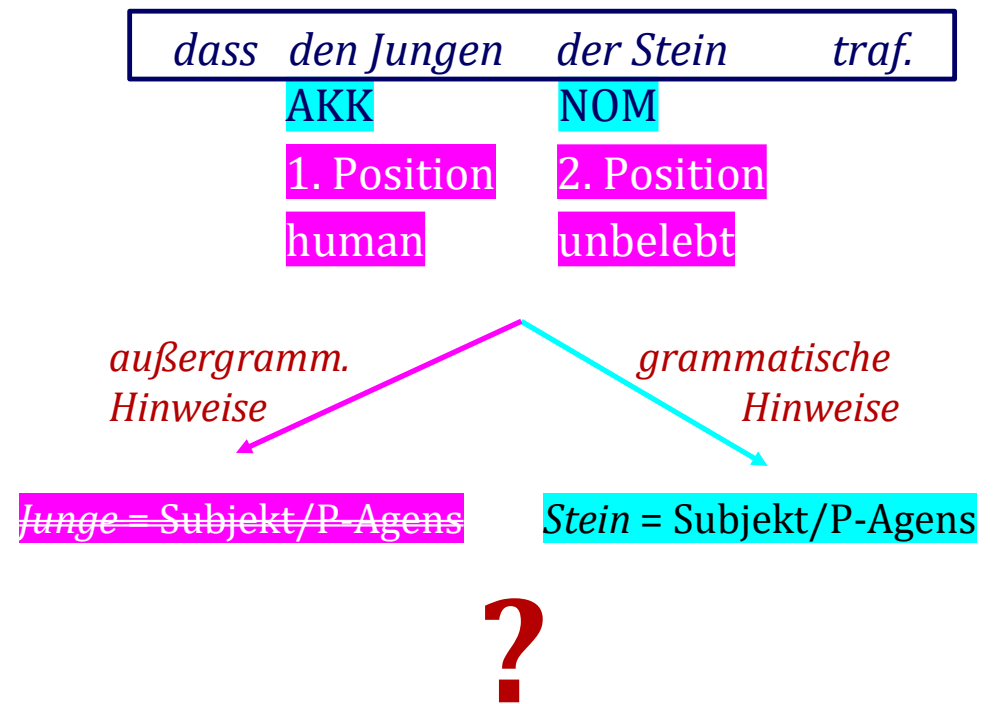 dass den Jungen der Stein traf.
AKK NOM
1. Position 2. Position
human unbelebt
außergramm. grammatische
Hinweise Hinweise
Junge = Subjekt/P-Agens Stein = Subjekt/P-Agens
?